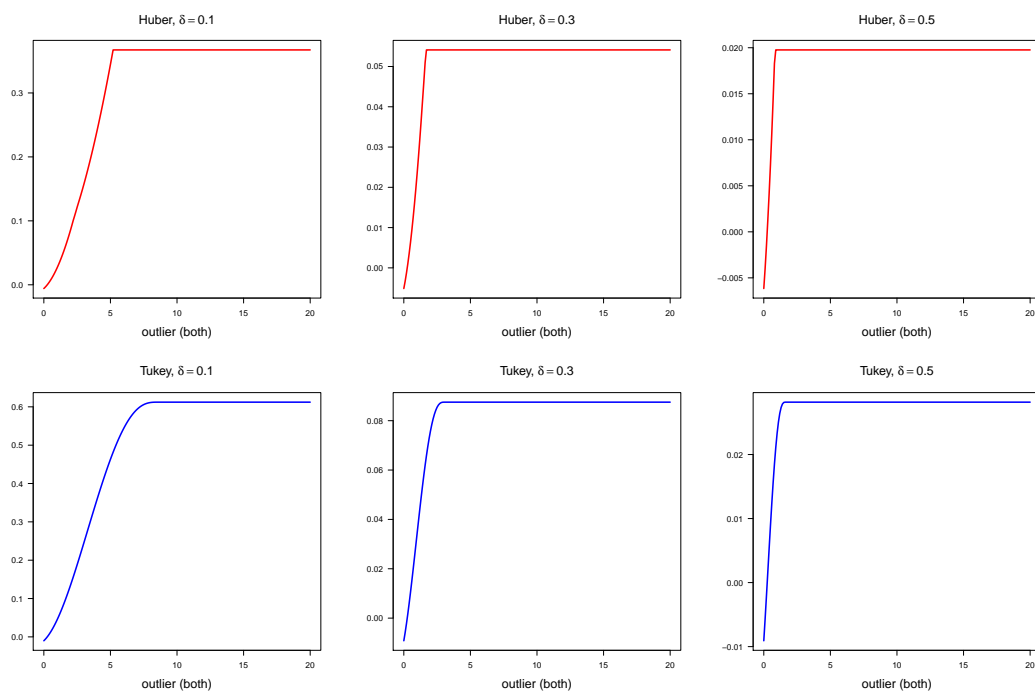 Huber, δ = 0.1
0.3
0.2
0.1
0.0
0 5 10 15 20
outlier (both)
Huber, δ = 0.3
0.05
0.04
0.03
0.02
0.01
0.00
0 5 10 15 20
outlier (both)
Huber, δ = 0.5
0.020
0.015
0.010
0.005
0.000
−0.005
0 5 10 15 20
outlier (both)
Tukey, δ = 0.1
0.6
0.5
0.4
0.3
0.2
0.1
0.0
0 5 10 15 20
outlier (both)
Tukey, δ = 0.3
0.08
0.06
0.04
0.02
0.00
0 5 10 15 20
outlier (both)
Tukey, δ = 0.5
0.02
0.01
0.00
−0.01
0 5 10 15 20
outlier (both)